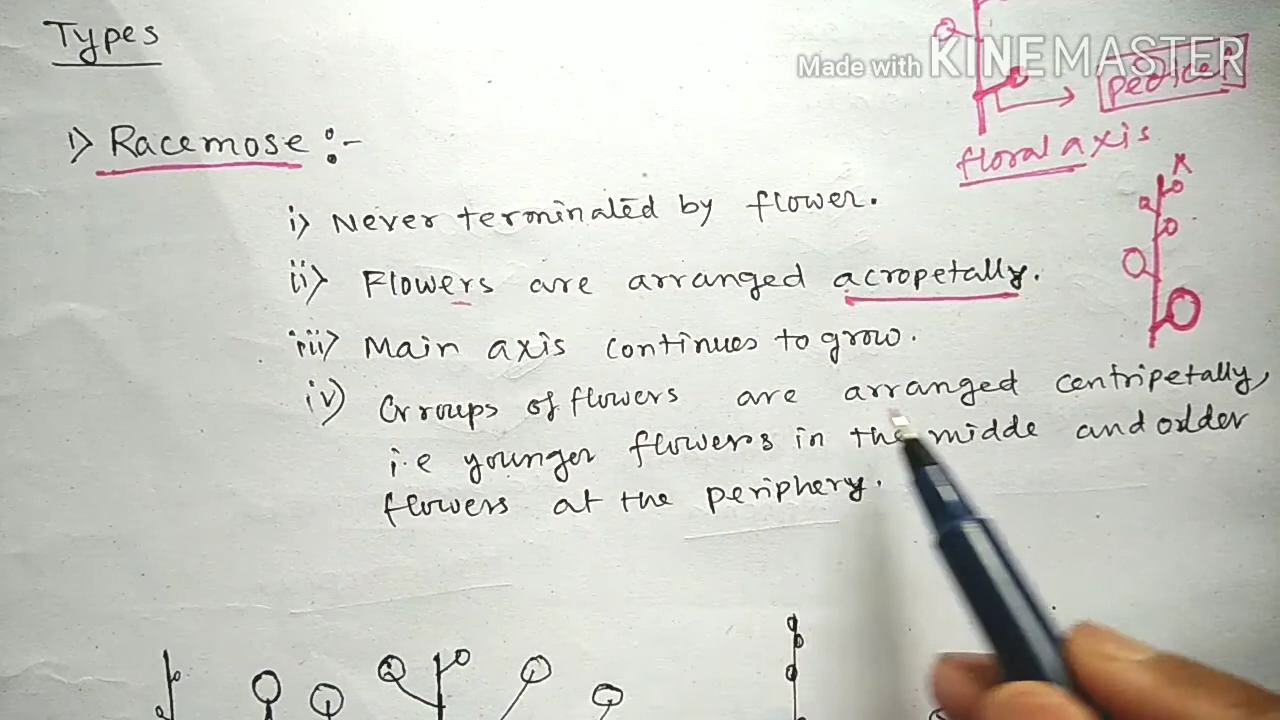 Types
Made with KINEMASTER
pedicel
floral axis
1) Racemose :-
i) Never terminated by flower.
ii) Flowers are arranged acropetally.
iii) Main axis continues to grow.
iv) Groups of flowers are arranged centripetally,
i.e younger flowers in the midde and older
flowers at the periphery.